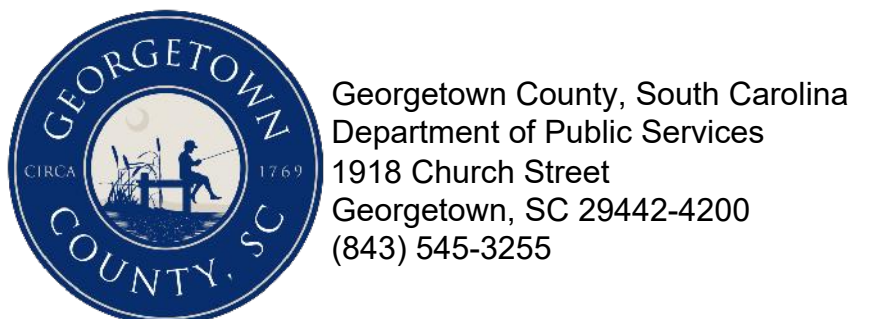 GEORGETOWN
CIRCA 1769
COUNTY, SC
Georgetown County, South Carolina
Department of Public Services
1918 Church Street
Georgetown, SC 29442-4200
(843) 545-3255